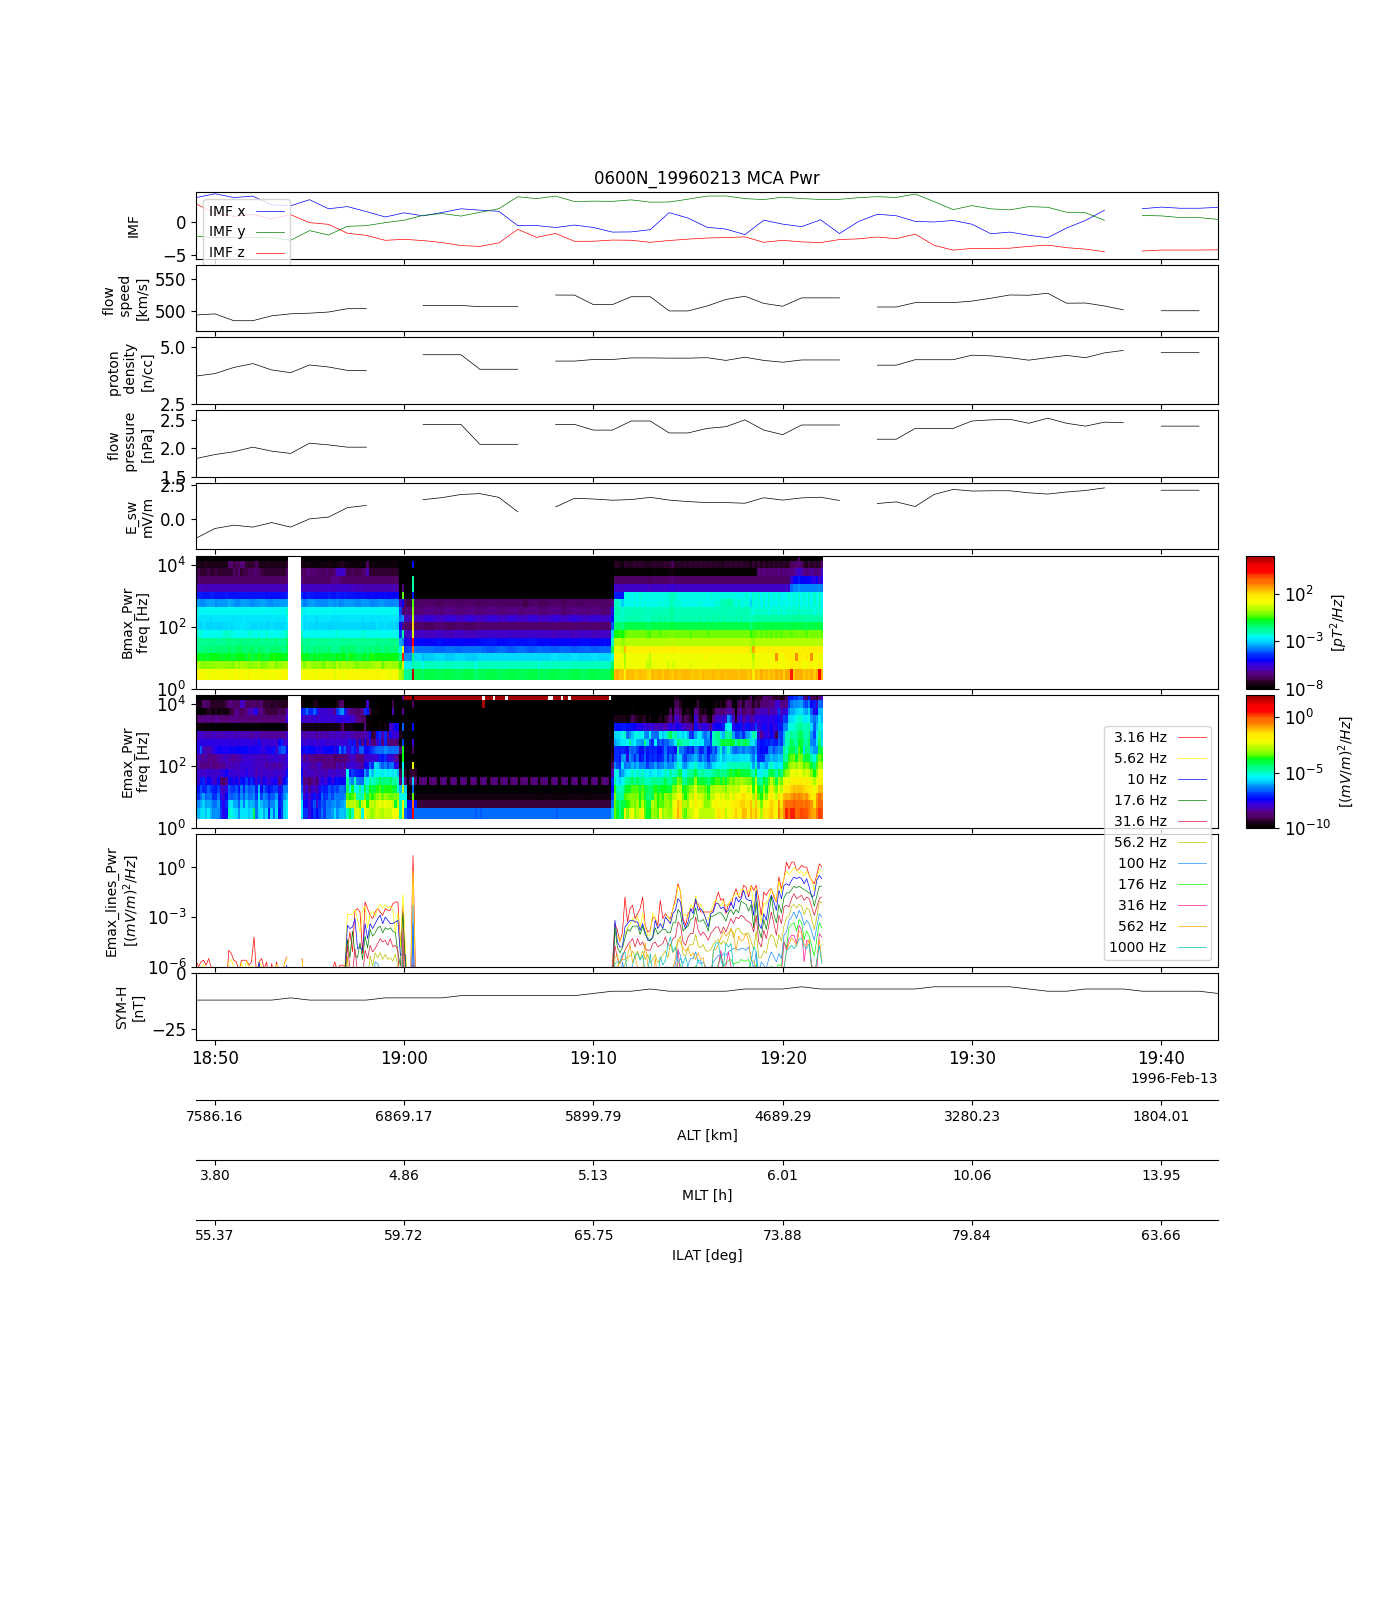 0600N_19960213 MCA Pwr
IMF
0
−5
IMF x
IMF y
IMF z
flow
speed
[km/s]
550
500
proton
density
[n/cc]
5.0
2.5
flow
pressure
[nPa]
2.5
2.0
1.5
E_sw
mV/m
2.5
0.0
Bmax_Pwr
freq [Hz]
10^4
10^2
10^0
10^2
10^-3
10^-8
[pT^2/Hz]
Emax_Pwr
freq [Hz]
10^4
10^2
10^0
10^0
10^-5
10^-10
[(mV/m)^2/Hz]
3.16 Hz
5.62 Hz
10 Hz
17.6 Hz
31.6 Hz
56.2 Hz
100 Hz
176 Hz
316 Hz
562 Hz
1000 Hz
Emax_lines_Pwr
[(mV/m)^2/Hz]
10^0
10^-3
10^-6
SYM-H
[nT]
0
−25
18:50 19:00 19:10 19:20 19:30 19:40
1996-Feb-13
7586.16 6869.17 5899.79 4689.29 3280.23 1804.01
ALT [km]
3.80 4.86 5.13 6.01 10.06 13.95
MLT [h]
55.37 59.72 65.75 73.88 79.84 63.66
ILAT [deg]